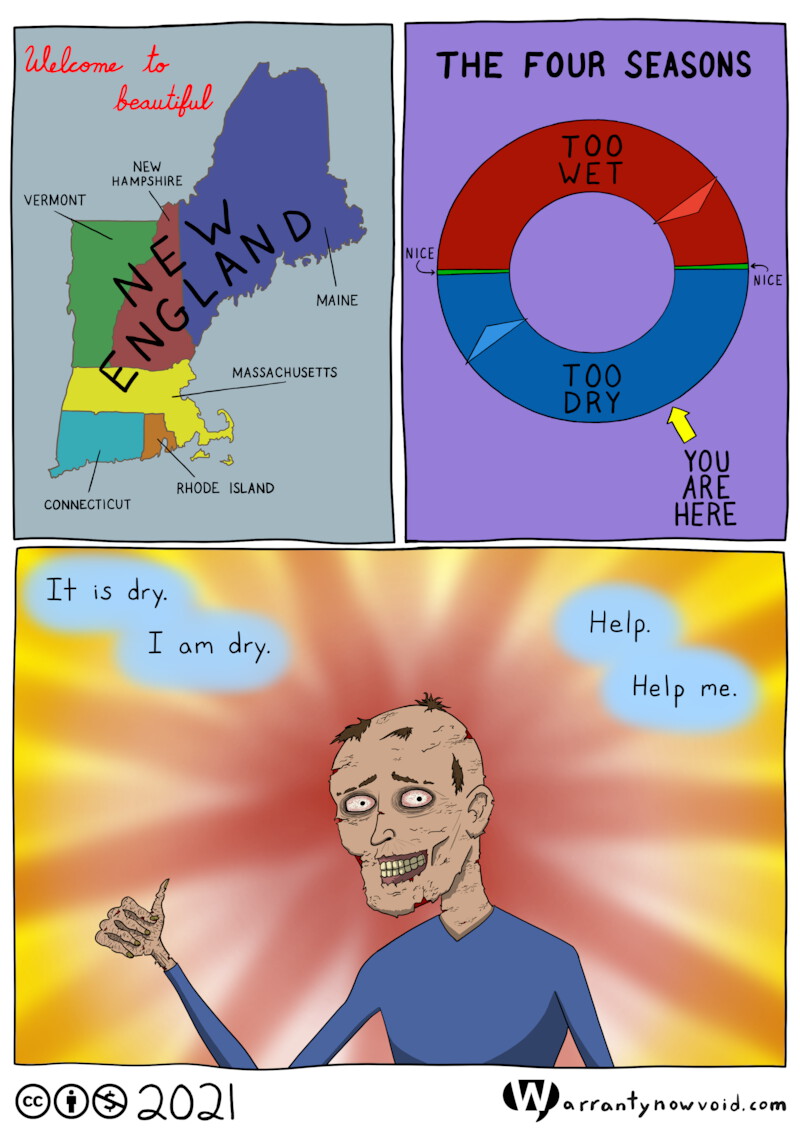 Welcome to
beautiful
NEW
HAMPSHIRE
VERMONT
NEW
ENGLAND
MAINE
MASSACHUSETTS
RHODE ISLAND
CONNECTICUT
THE FOUR SEASONS
TOO
WET
NICE
NICE
TOO
DRY
YOU
ARE
HERE
It is dry.
I am dry.
Help.
Help me.
cc $ 2021
Warrantynowvoid.com